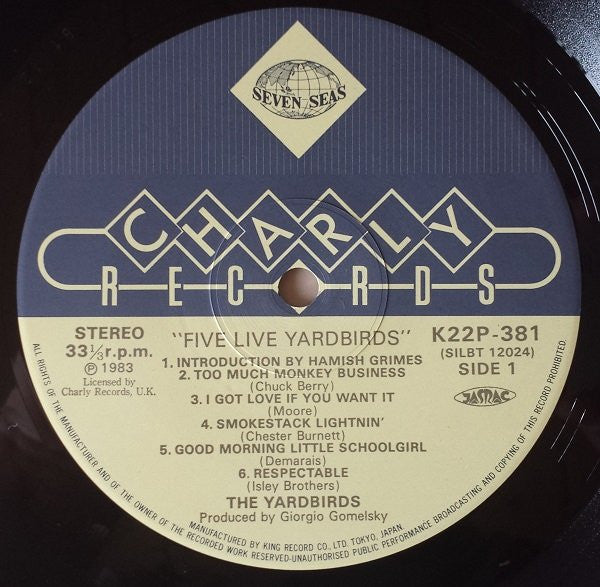 SEVEN SEAS
CHARLY
RECORDS
STEREO
33⅓r.p.m.
Ⓟ 1983
Licensed by
Charly Records, U.K.
"FIVE LIVE YARDBIRDS"
K22P-381
(SILBT 12024)
SIDE 1
JASRAC
1. INTRODUCTION BY HAMISH GRIMES
2. TOO MUCH MONKEY BUSINESS
(Chuck Berry)
3. I GOT LOVE IF YOU WANT IT
(Moore)
4. SMOKESTACK LIGHTNIN'
(Chester Burnett)
5. GOOD MORNING LITTLE SCHOOLGIRL
(Demarais)
6. RESPECTABLE
(Isley Brothers)
THE YARDBIRDS
Produced by Giorgio Gomelsky
MANUFACTURED BY KING RECORD CO., LTD. TOKYO, JAPAN
ALL RIGHTS OF THE MANUFACTURER AND OF THE OWNER OF THE RECORDED WORK RESERVED-UNAUTHORISED PUBLIC PERFORMANCE BROADCASTING AND COPYING OF THIS RECORD PROHIBITED.